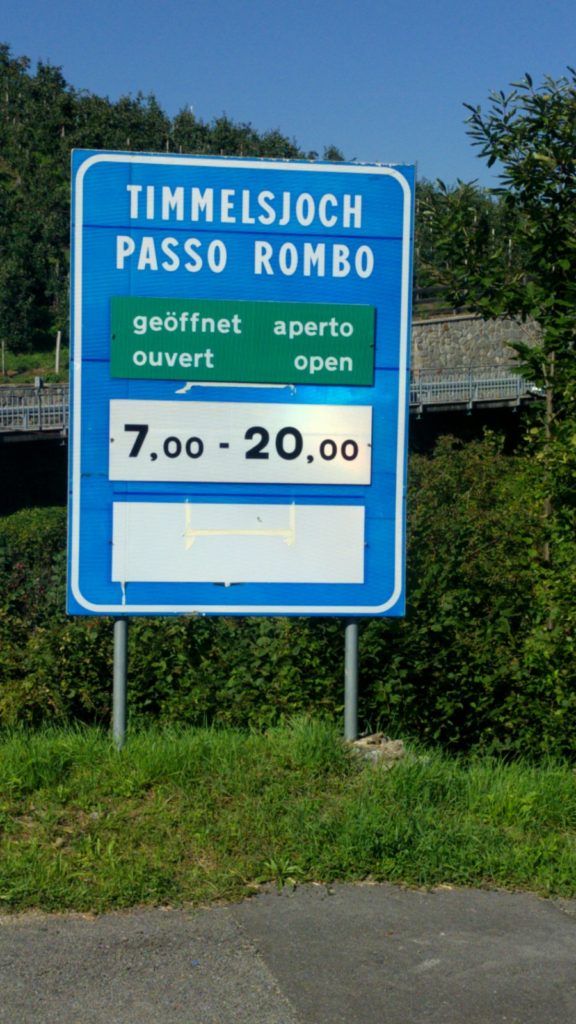 TIMMELSJOCH
PASSO ROMBO
geöffnet aperto
ouvert open
7,00 - 20,00